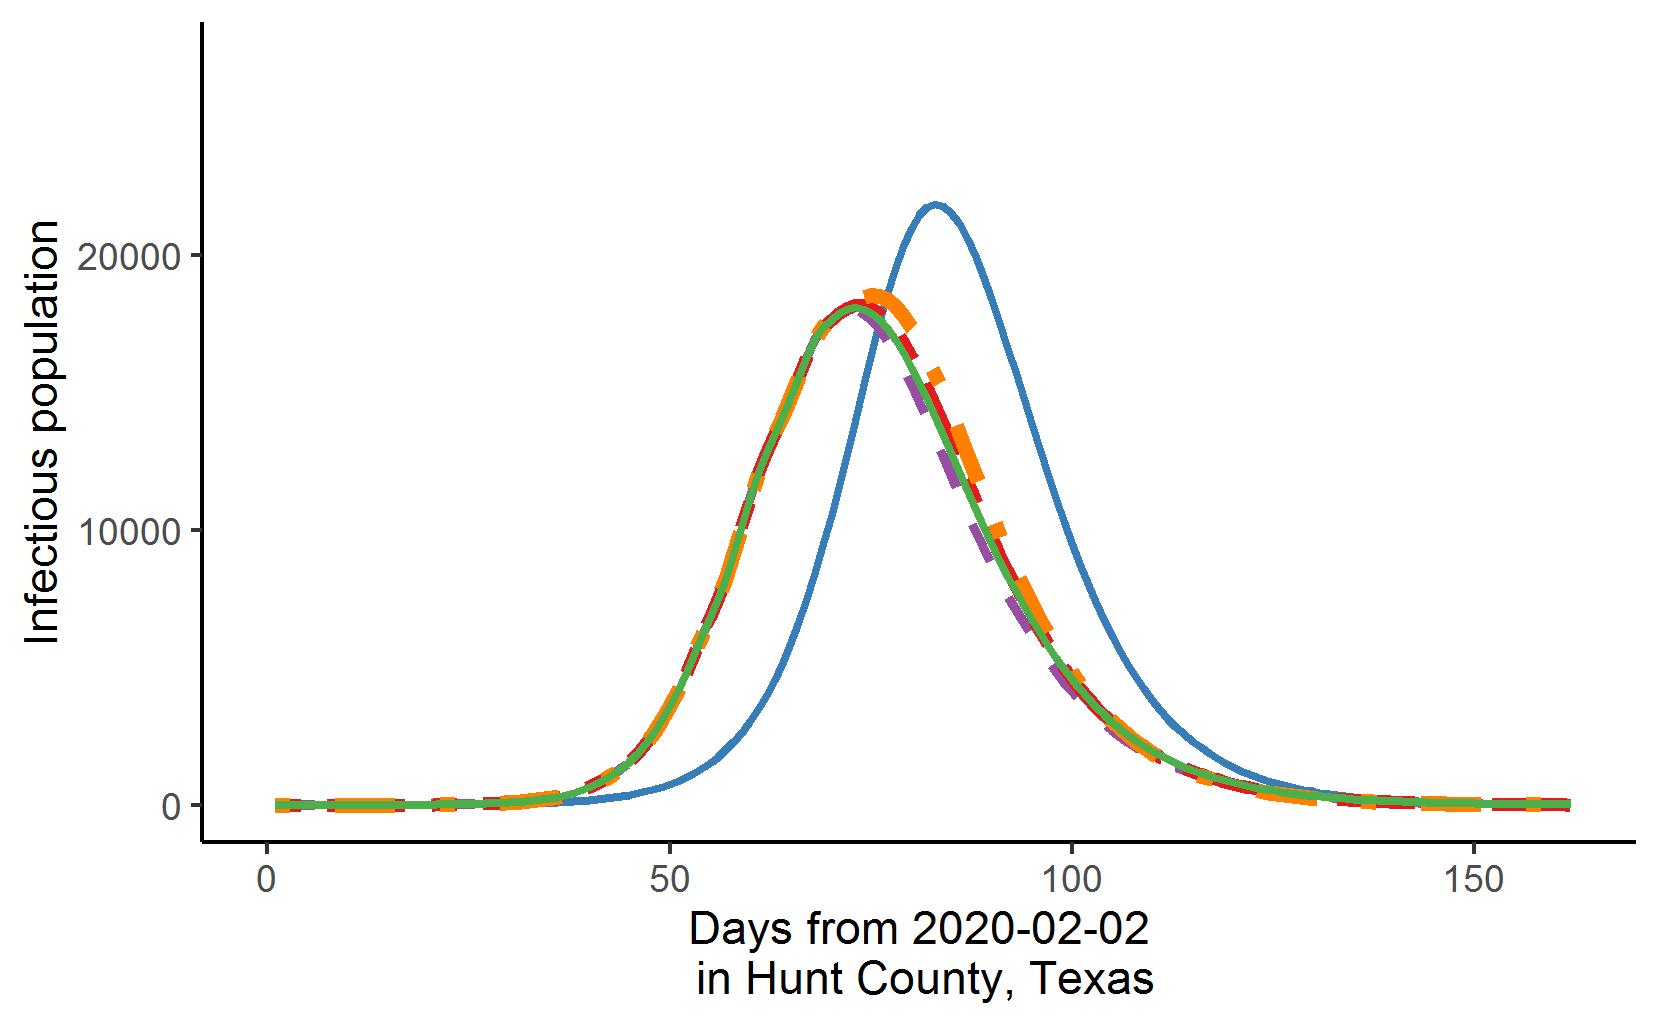 Infectious population
20000
10000
0
0 50 100 150
Days from 2020-02-02
in Hunt County, Texas